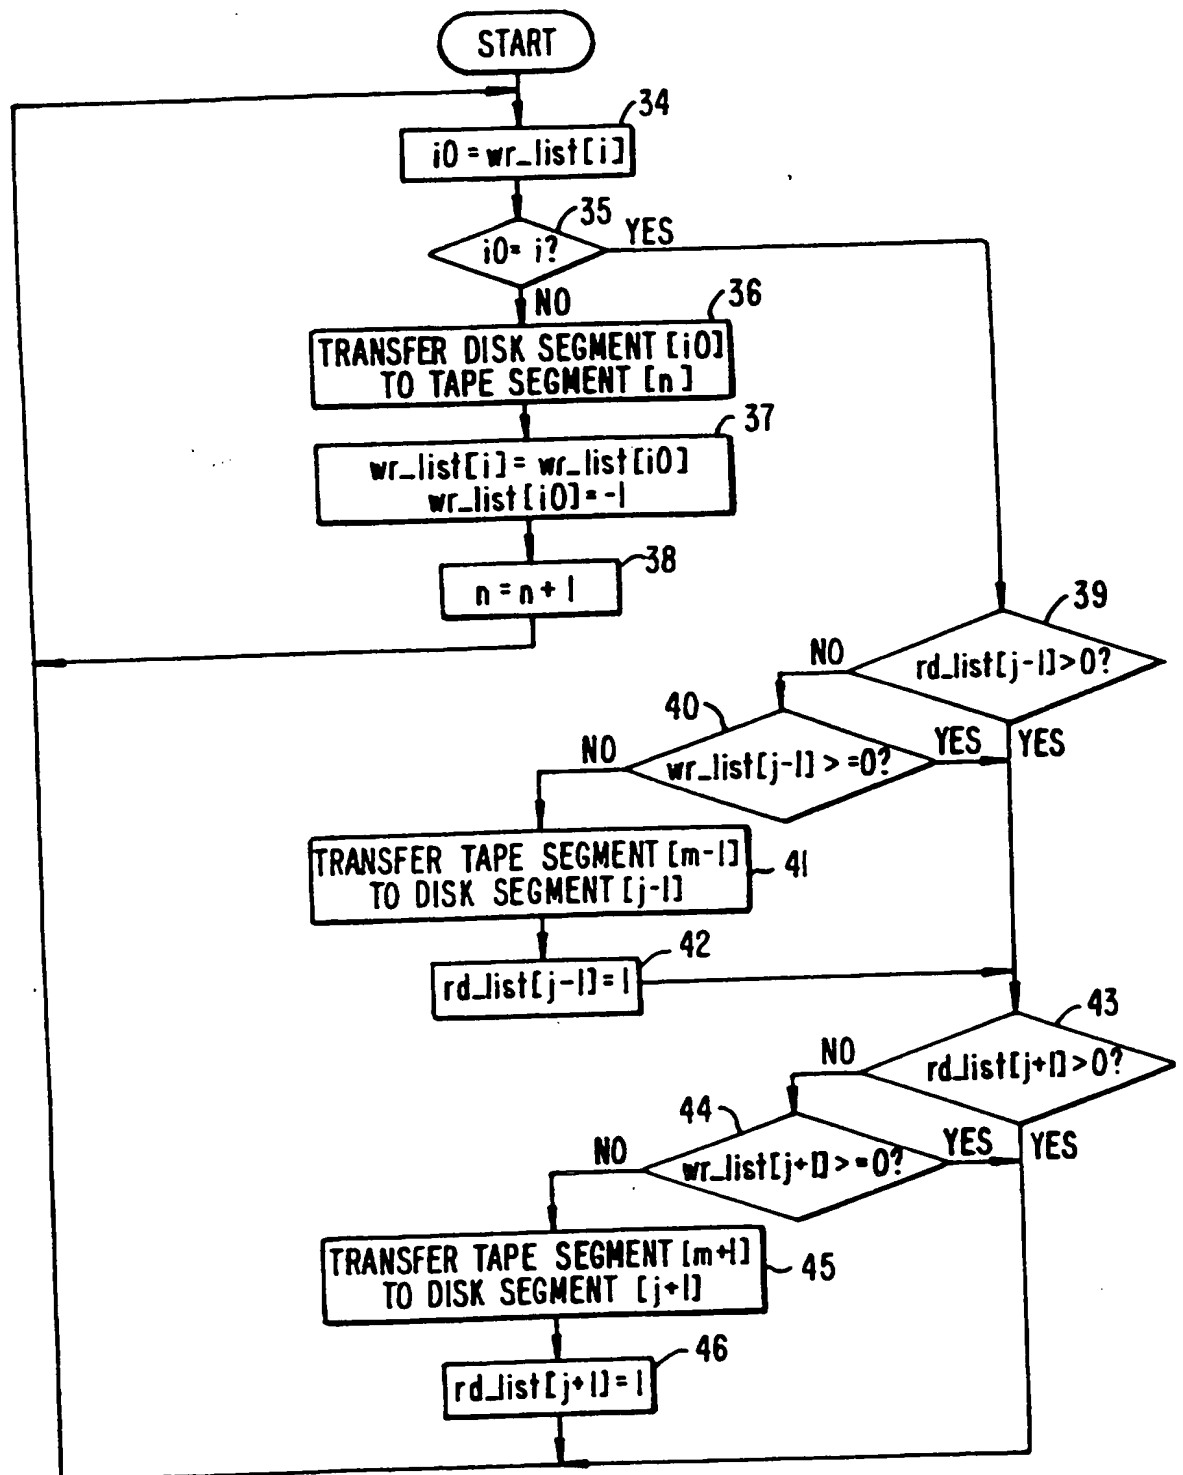 START
34
i0 = wr_list[i]
35
i0= i?
YES
NO
36
TRANSFER DISK SEGMENT [i0]
TO TAPE SEGMENT [n]
37
wr_list[i] = wr_list[i0]
wr_list[i0]=-1
38
n = n + 1
39
NO
rd_list[j-1]>0?
40
NO
wr_list[j-1] > =0?
YES
YES
TRANSFER TAPE SEGMENT [m-1]
TO DISK SEGMENT [j-1]
41
42
rd_list[j-1]=1
43
NO
rd_list[j+1]>0?
44
NO
wr_list[j+1]>=0?
YES
YES
TRANSFER TAPE SEGMENT [m+1]
TO DISK SEGMENT [j+1]
45
46
rd_list[j+1]=1